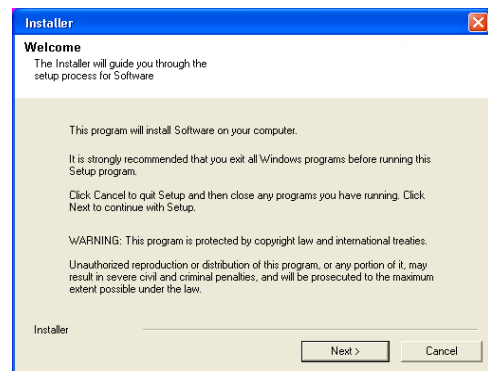 Installer
Welcome
The Installer will guide you through the
setup process for Software
This program will install Software on your computer.
It is strongly recommended that you exit all Windows programs before running this
Setup program.
Click Cancel to quit Setup and then close any programs you have running. Click
Next to continue with Setup.
WARNING: This program is protected by copyright law and international treaties.
Unauthorized reproduction or distribution of this program, or any portion of it, may
result in severe civil and criminal penalties, and will be prosecuted to the maximum
extent possible under the law.
Installer
Next > Cancel